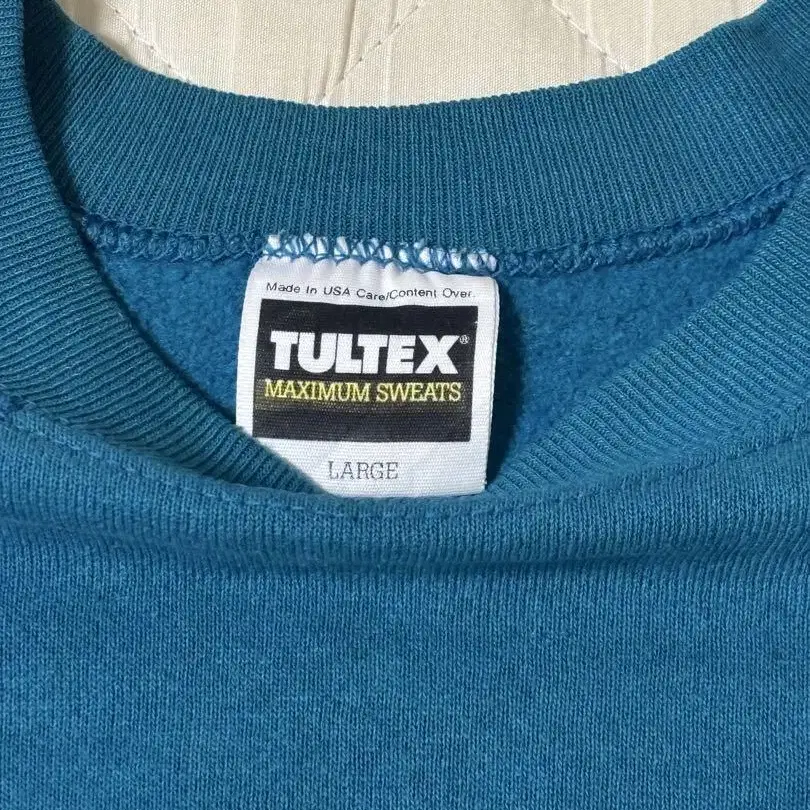 Made In USA Care/Content Over.
TULTEX®
MAXIMUM SWEATS
LARGE